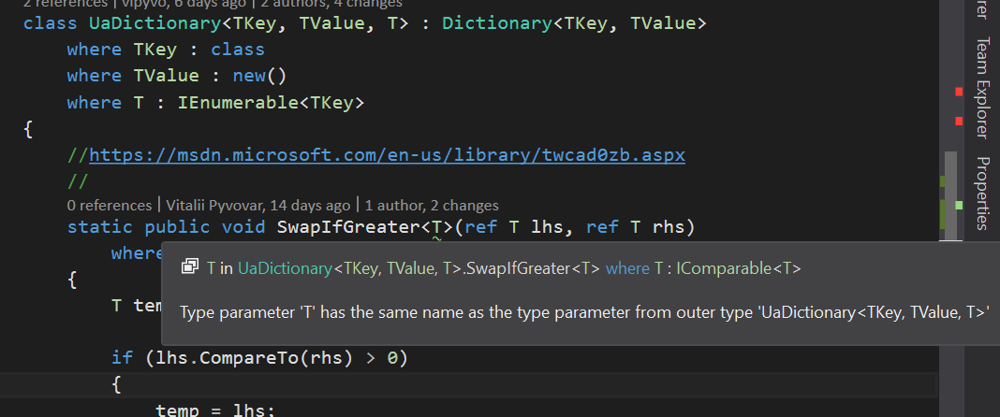 2 references | vipyvo, 6 days ago | 2 authors, 4 changes
class UaDictionary<TKey, TValue, T> : Dictionary<TKey, TValue>
where TKey : class
where TValue : new()
where T : IEnumerable<TKey>
{
//https://msdn.microsoft.com/en-us/library/twcad0zb.aspx
//
0 references | Vitalii Pyvovar, 14 days ago | 1 author, 2 changes
static public void SwapIfGreater<T>(ref T lhs, ref T rhs)
where
T in UaDictionary<TKey, TValue, T>.SwapIfGreater<T> where T : IComparable<T>
{
T tem
Type parameter 'T' has the same name as the type parameter from outer type 'UaDictionary<TKey, TValue, T>'
if (lhs.CompareTo(rhs) > 0)
{
temp = lhs;
Team Explorer
Properties